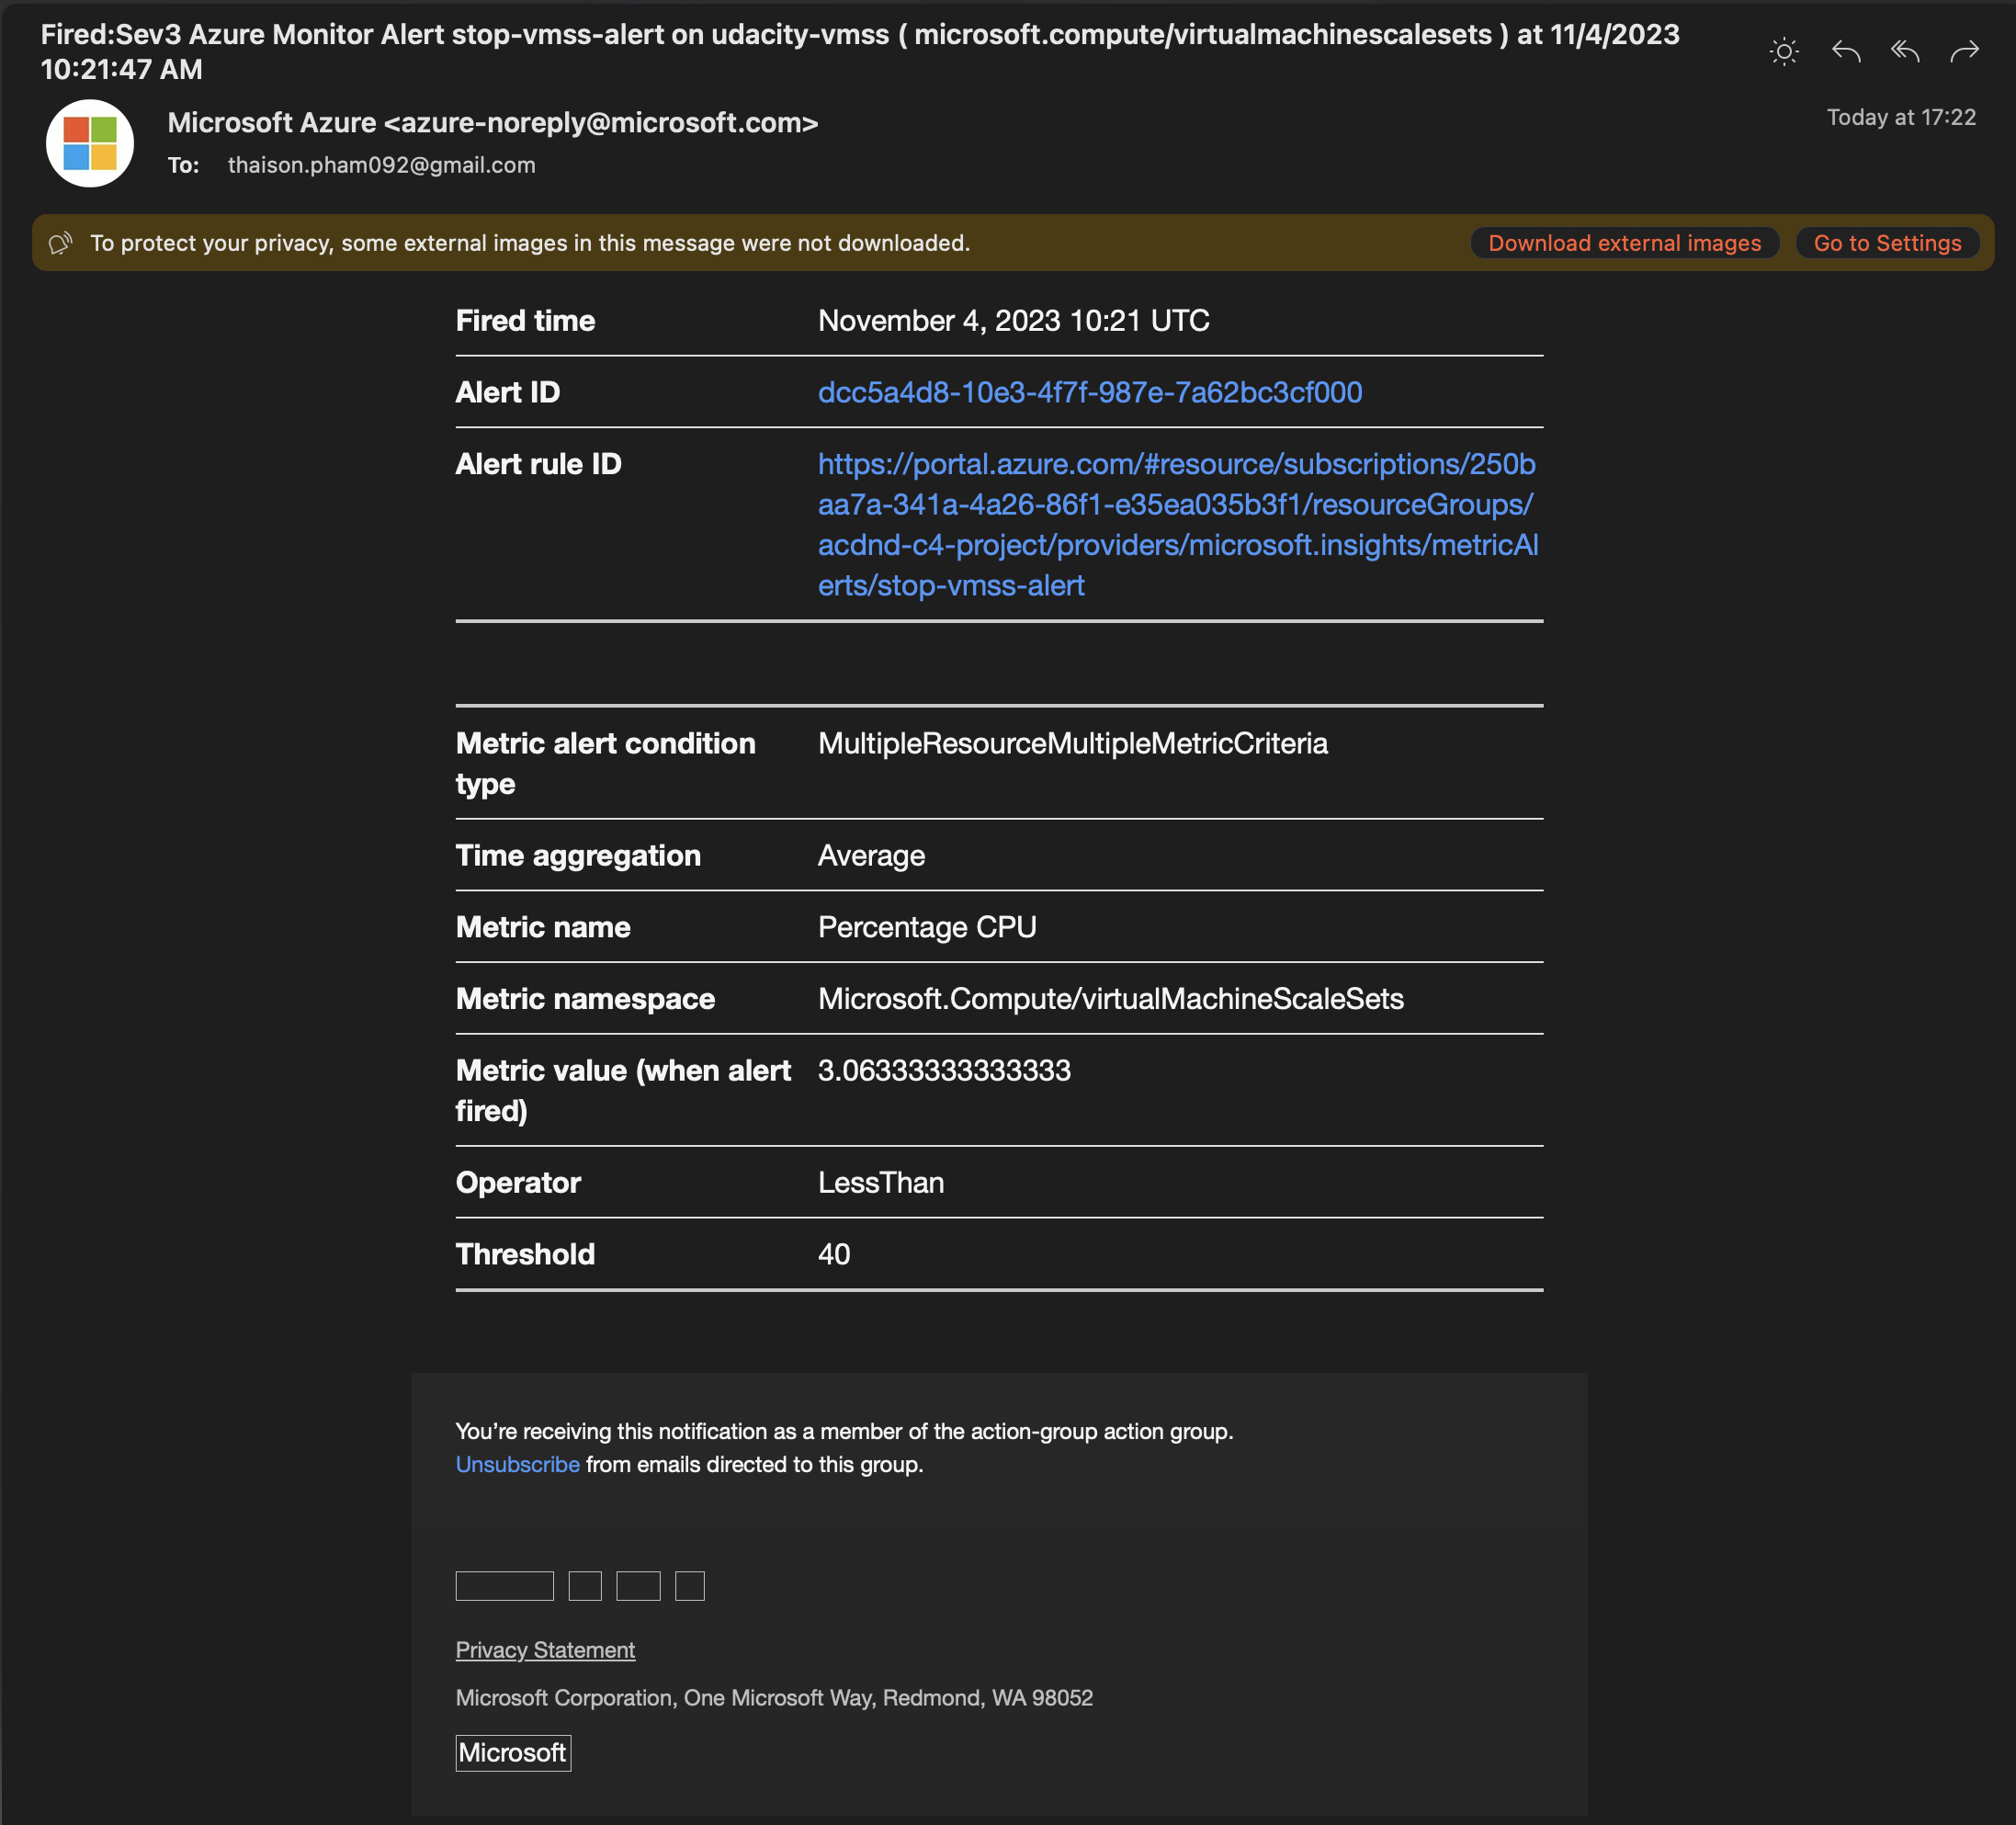 Fired:Sev3 Azure Monitor Alert stop-vmss-alert on udacity-vmss ( microsoft.compute/virtualmachinescalesets ) at 11/4/2023
10:21:47 AM
Microsoft Azure <azure-noreply@microsoft.com>
Today at 17:22
To: thaison.pham092@gmail.com
To protect your privacy, some external images in this message were not downloaded. Download external images Go to Settings
Fired time November 4, 2023 10:21 UTC
Alert ID dcc5a4d8-10e3-4f7f-987e-7a62bc3cf000
Alert rule ID https://portal.azure.com/#resource/subscriptions/250b
aa7a-341a-4a26-86f1-e35ea035b3f1/resourceGroups/
acdnd-c4-project/providers/microsoft.insights/metricAl
erts/stop-vmss-alert
Metric alert condition MultipleResourceMultipleMetricCriteria
type
Time aggregation Average
Metric name Percentage CPU
Metric namespace Microsoft.Compute/virtualMachineScaleSets
Metric value (when alert 3.06333333333333
fired)
Operator LessThan
Threshold 40
You’re receiving this notification as a member of the action-group action group.
Unsubscribe from emails directed to this group.
Privacy Statement
Microsoft Corporation, One Microsoft Way, Redmond, WA 98052
Microsoft